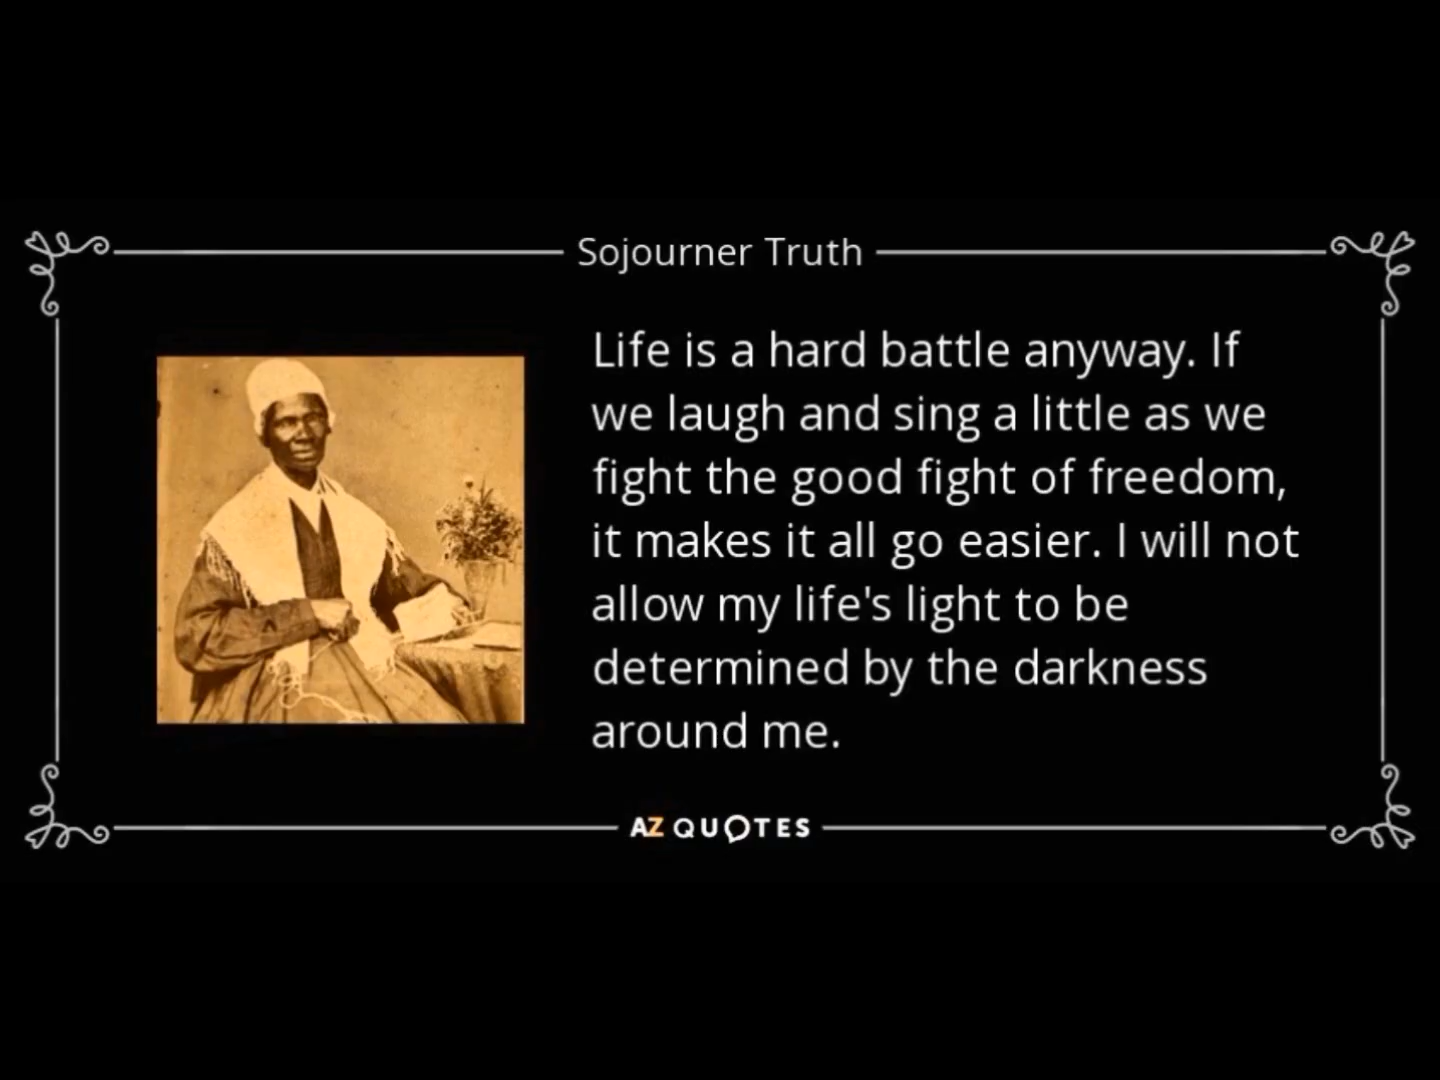 Sojourner Truth
Life is a hard battle anyway. If
we laugh and sing a little as we
fight the good fight of freedom,
it makes it all go easier. I will not
allow my life's light to be
determined by the darkness
around me.
AZ QUOTES